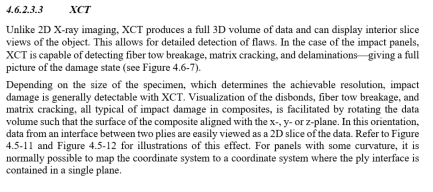 4.6.2.3.3 XCT
Unlike 2D X-ray imaging, XCT produces a full 3D volume of data and can display interior slice
views of the object. This allows for detailed detection of flaws. In the case of the impact panels,
XCT is capable of detecting fiber tow breakage, matrix cracking, and delaminations—giving a full
picture of the damage state (see Figure 4.6-7).
Depending on the size of the specimen, which determines the achievable resolution, impact
damage is generally detectable with XCT. Visualization of the disbonds, fiber tow breakage, and
matrix cracking, all typical of impact damage in composites, is facilitated by rotating the data
volume such that the surface of the composite aligned with the x-, y- or z-plane. In this orientation,
data from an interface between two plies are easily viewed as a 2D slice of the data. Refer to Figure
4.5-11 and Figure 4.5-12 for illustrations of this effect. For panels with some curvature, it is
normally possible to map the coordinate system to a coordinate system where the ply interface is
contained in a single plane.